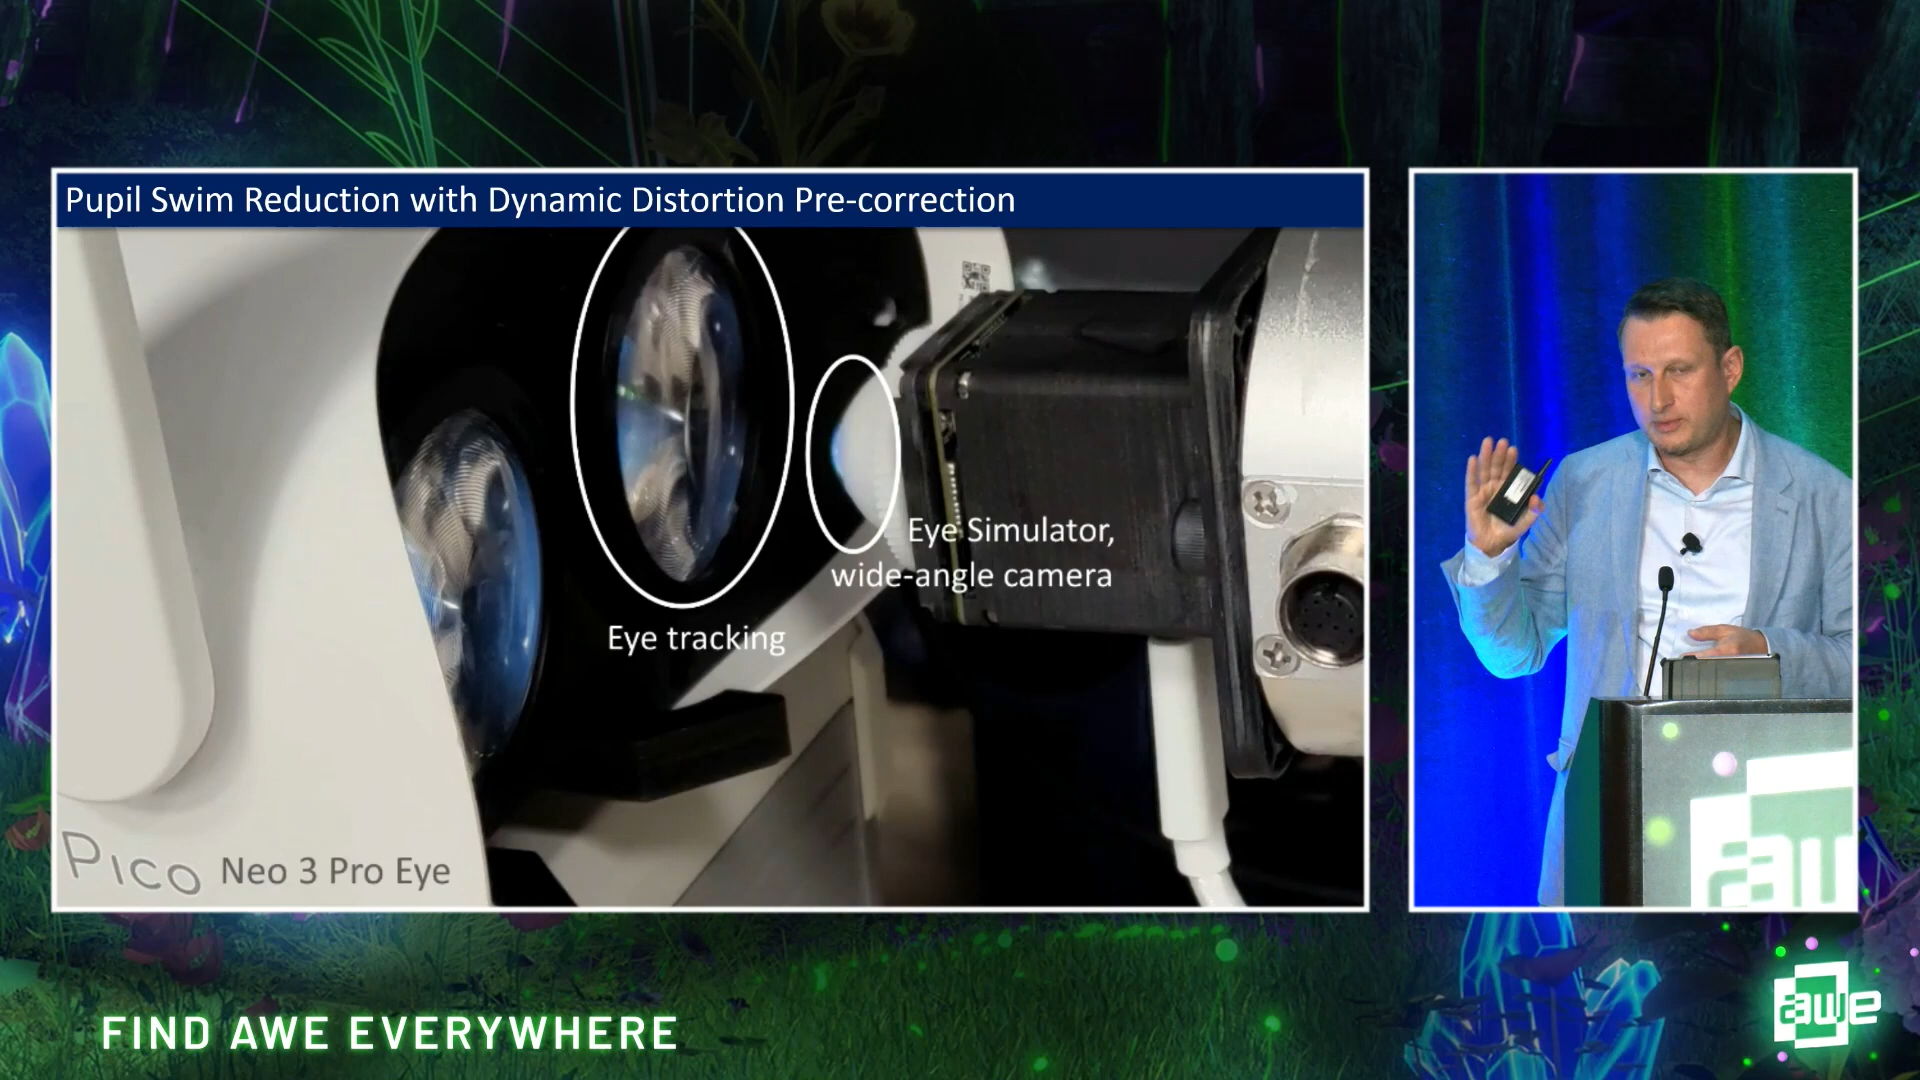 Pupil Swim Reduction with Dynamic Distortion Pre-correction
Eye Simulator,
wide-angle camera
Eye tracking
Pico Neo 3 Pro Eye
awe
FIND AWE EVERYWHERE
awe